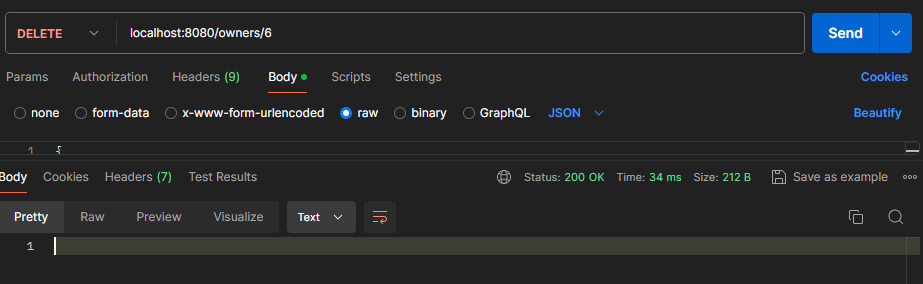 DELETE localhost:8080/owners/6 Send
Params Authorization Headers (9) Body Scripts Settings Cookies
none form-data x-www-form-urlencoded raw binary GraphQL JSON Beautify
1 {
Body Cookies Headers (7) Test Results Status: 200 OK Time: 34 ms Size: 212 B Save as example
Pretty Raw Preview Visualize Text
1